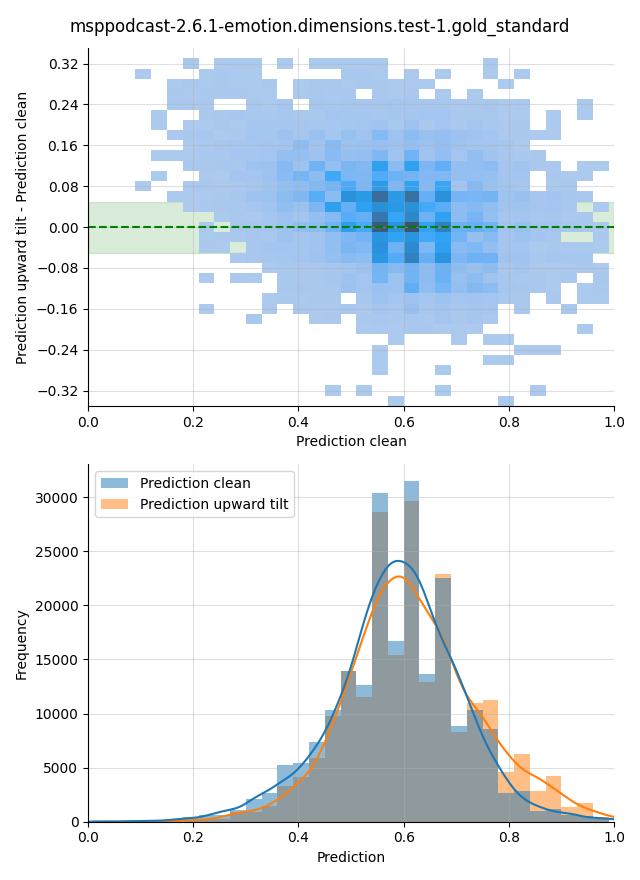 msppodcast-2.6.1-emotion.dimensions.test-1.gold_standard
Prediction upward tilt - Prediction clean
0.32
0.24
0.16
0.08
0.00
−0.08
−0.16
−0.24
−0.32
0.0 0.2 0.4 0.6 0.8 1.0
Prediction clean
Prediction clean
Prediction upward tilt
Frequency
30000
25000
20000
15000
10000
5000
0
0.0 0.2 0.4 0.6 0.8 1.0
Prediction